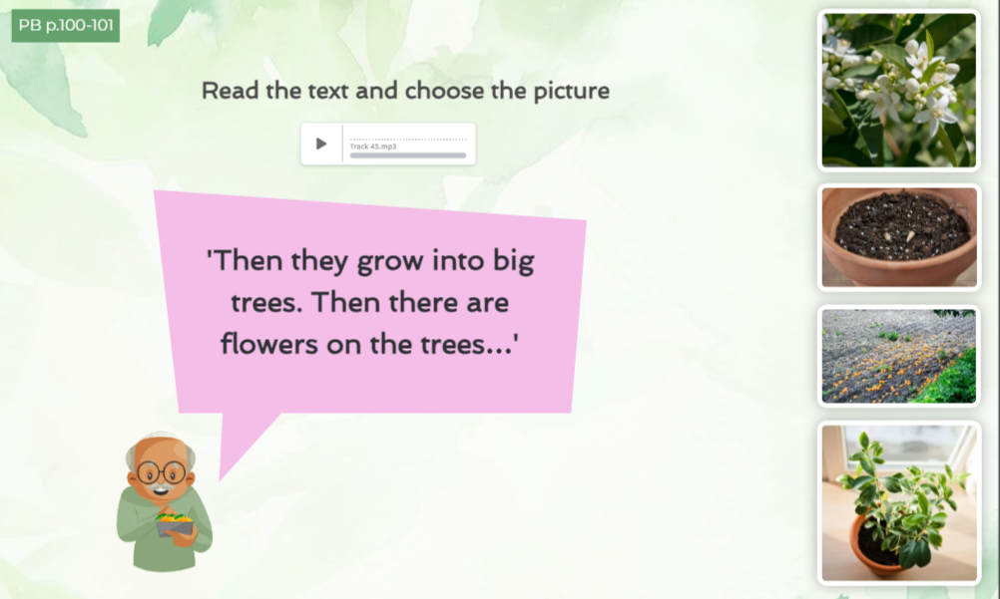 PB p.100-101
Read the text and choose the picture
Track 45.mp3
'Then they grow into big
trees. Then there are
flowers on the trees...'